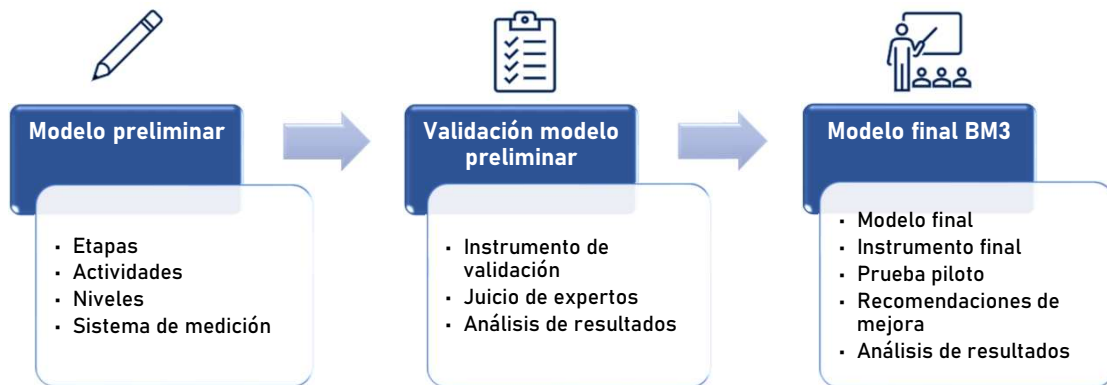 Modelo preliminar
▪ Etapas
▪ Actividades
▪ Niveles
▪ Sistema de medición
Validación modelo
preliminar
▪ Instrumento de
validación
▪ Juicio de expertos
▪ Análisis de resultados
Modelo final BM3
▪ Modelo final
▪ Instrumento final
▪ Prueba piloto
▪ Recomendaciones de
mejora
▪ Análisis de resultados